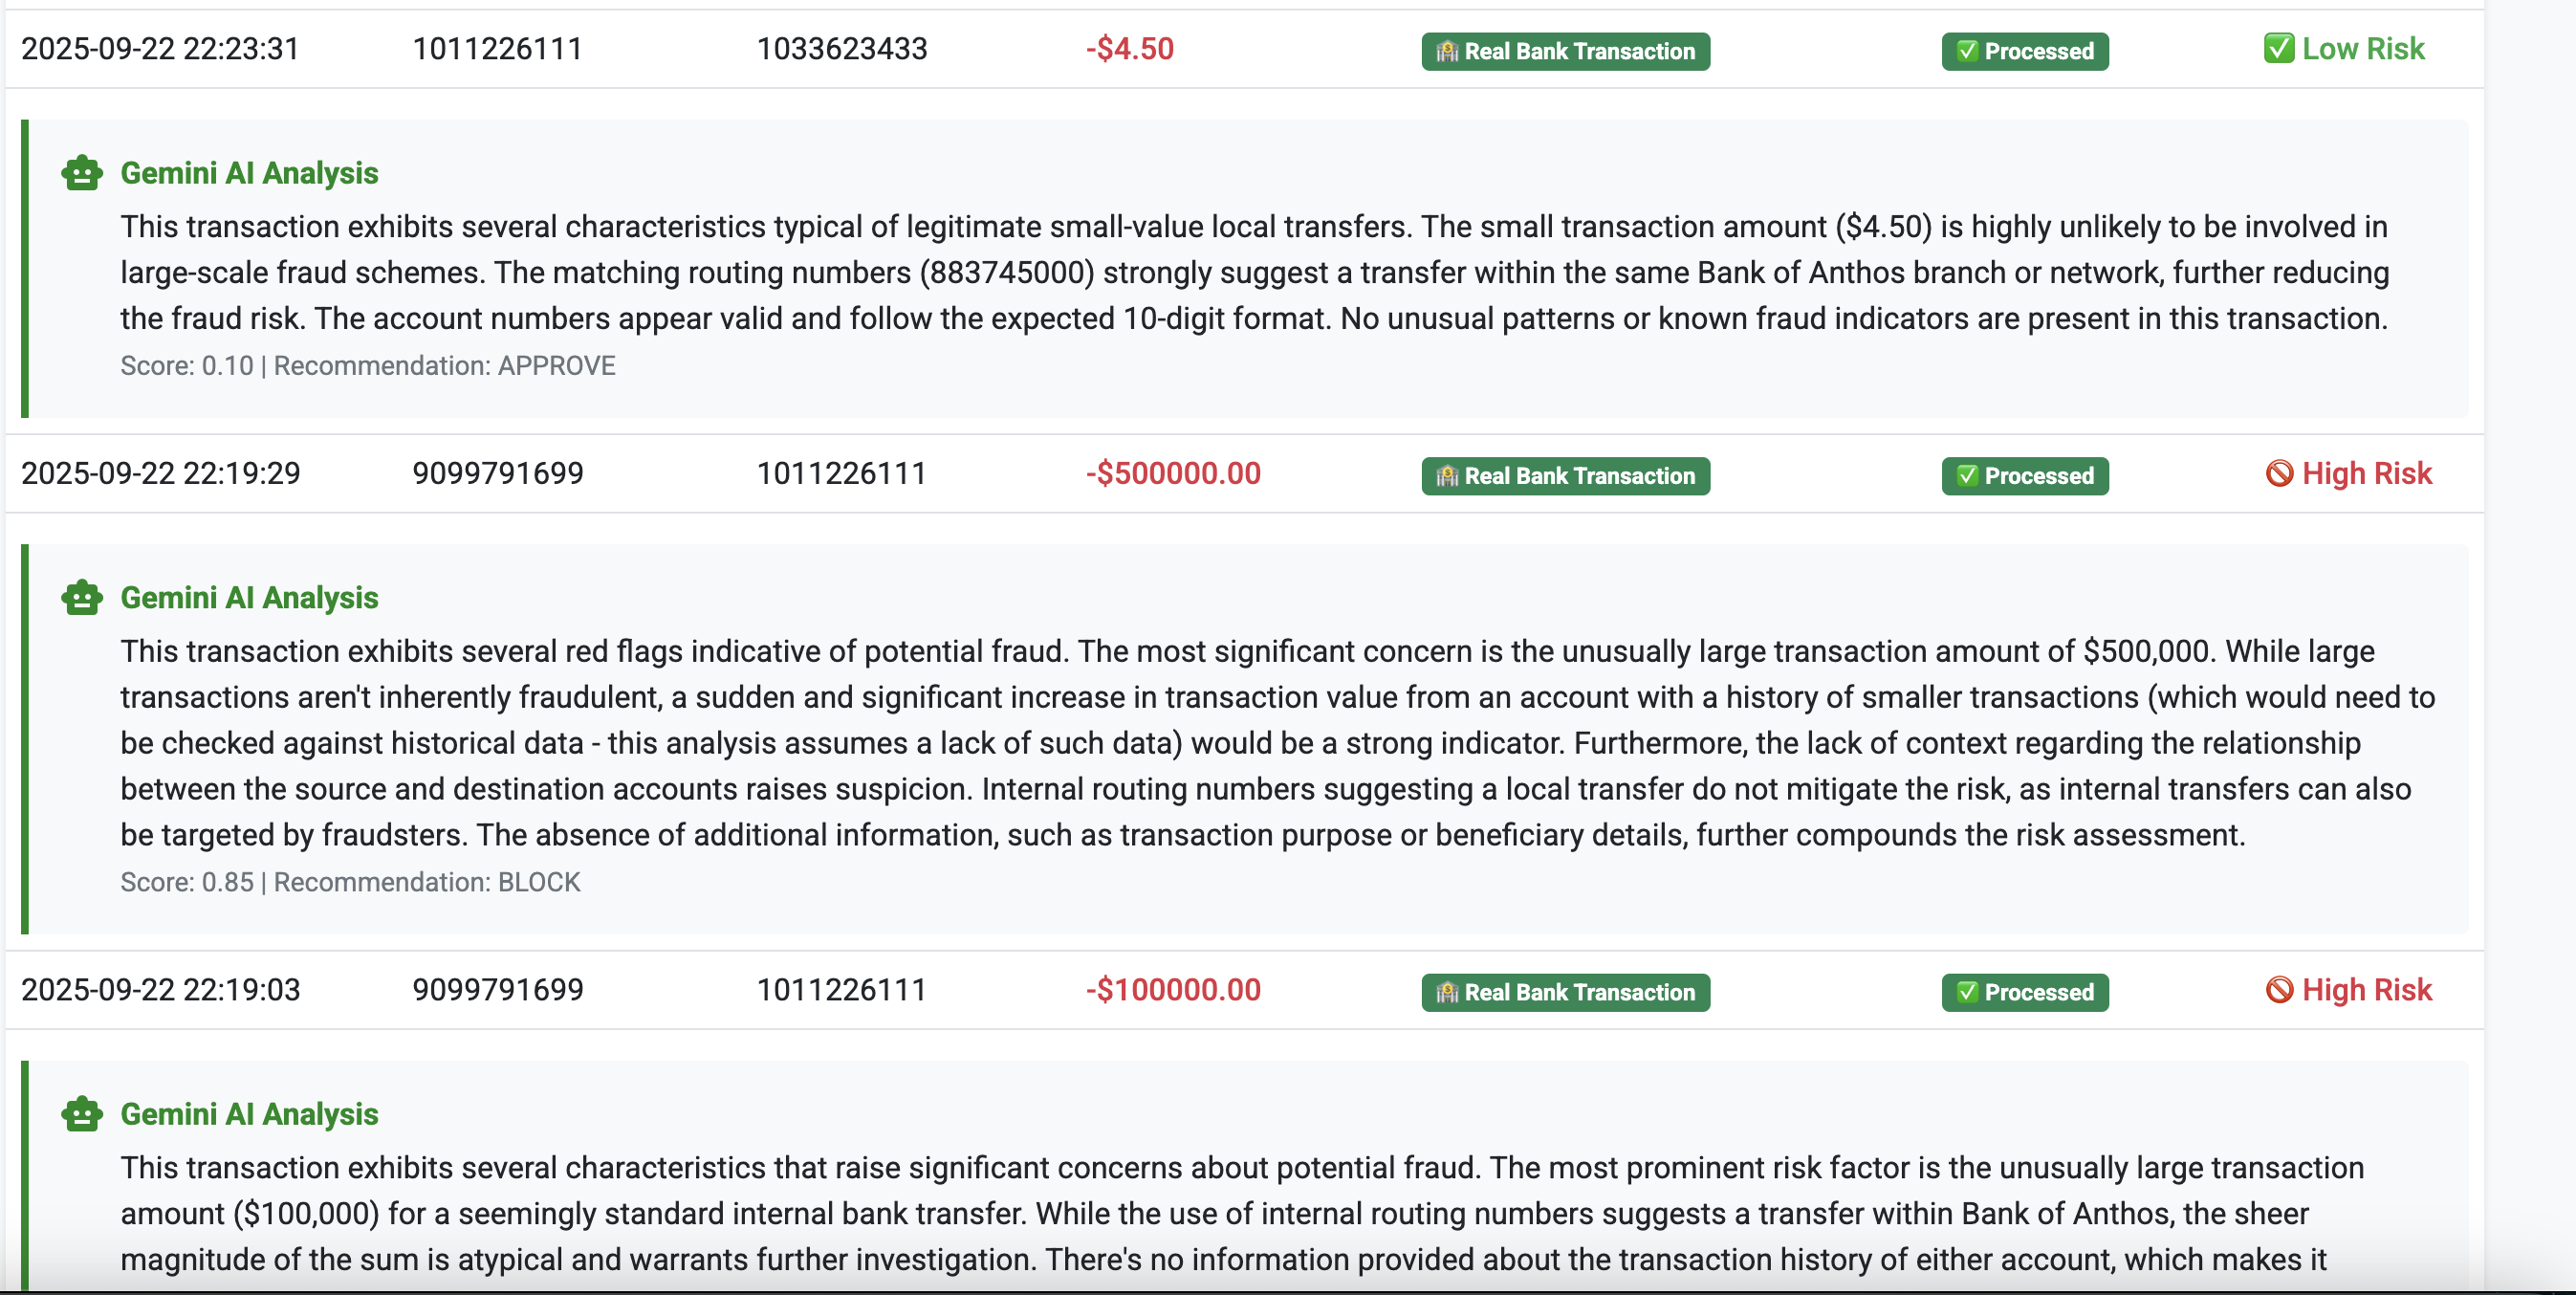 2025-09-22 22:23:31 1011226111 1033623433 -$4.50 🏦 Real Bank Transaction ✅ Processed ✅ Low Risk
Gemini AI Analysis
This transaction exhibits several characteristics typical of legitimate small-value local transfers. The small transaction amount ($4.50) is highly unlikely to be involved in
large-scale fraud schemes. The matching routing numbers (883745000) strongly suggest a transfer within the same Bank of Anthos branch or network, further reducing
the fraud risk. The account numbers appear valid and follow the expected 10-digit format. No unusual patterns or known fraud indicators are present in this transaction.
Score: 0.10 | Recommendation: APPROVE
2025-09-22 22:19:29 9099791699 1011226111 -$500000.00 🏦 Real Bank Transaction ✅ Processed 🚫 High Risk
Gemini AI Analysis
This transaction exhibits several red flags indicative of potential fraud. The most significant concern is the unusually large transaction amount of $500,000. While large
transactions aren't inherently fraudulent, a sudden and significant increase in transaction value from an account with a history of smaller transactions (which would need to
be checked against historical data - this analysis assumes a lack of such data) would be a strong indicator. Furthermore, the lack of context regarding the relationship
between the source and destination accounts raises suspicion. Internal routing numbers suggesting a local transfer do not mitigate the risk, as internal transfers can also
be targeted by fraudsters. The absence of additional information, such as transaction purpose or beneficiary details, further compounds the risk assessment.
Score: 0.85 | Recommendation: BLOCK
2025-09-22 22:19:03 9099791699 1011226111 -$100000.00 🏦 Real Bank Transaction ✅ Processed 🚫 High Risk
Gemini AI Analysis
This transaction exhibits several characteristics that raise significant concerns about potential fraud. The most prominent risk factor is the unusually large transaction
amount ($100,000) for a seemingly standard internal bank transfer. While the use of internal routing numbers suggests a transfer within Bank of Anthos, the sheer
magnitude of the sum is atypical and warrants further investigation. There's no information provided about the transaction history of either account, which makes it